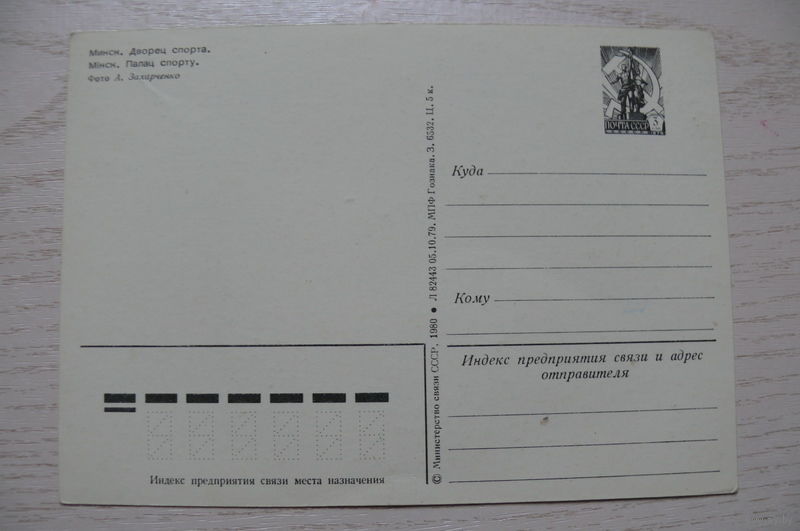 Минск. Дворец спорта.
Мінск. Палац спорту.
Фото А. Захарченко
ПОЧТА СССР 3
Куда
Кому
Индекс предприятия связи и адрес
отправителя
© Министерство связи СССР, 1980 ● Л 82443 05.10.79. МПФ Гознака. З. 6532. Ц. 5 к.
Индекс предприятия связи места назначения